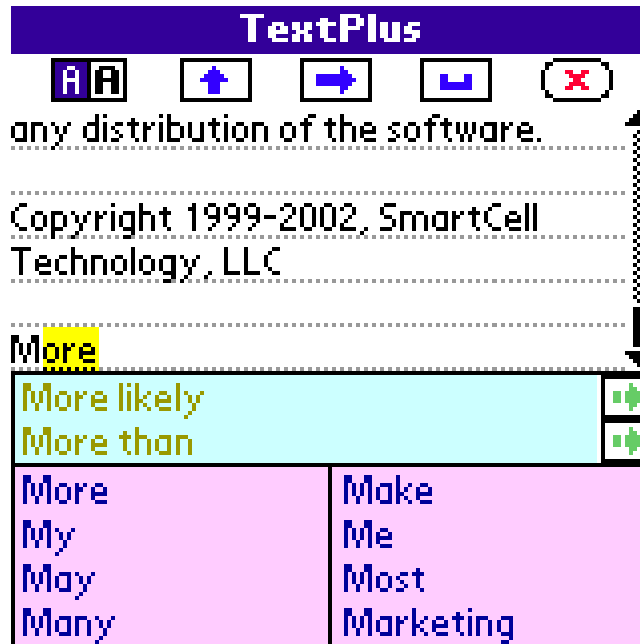 TextPlus
A A
any distribution of the software.
Copyright 1999-2002, SmartCell
Technology, LLC
More
More likely
More than
More
Make
My
Me
May
Most
Many
Marketing